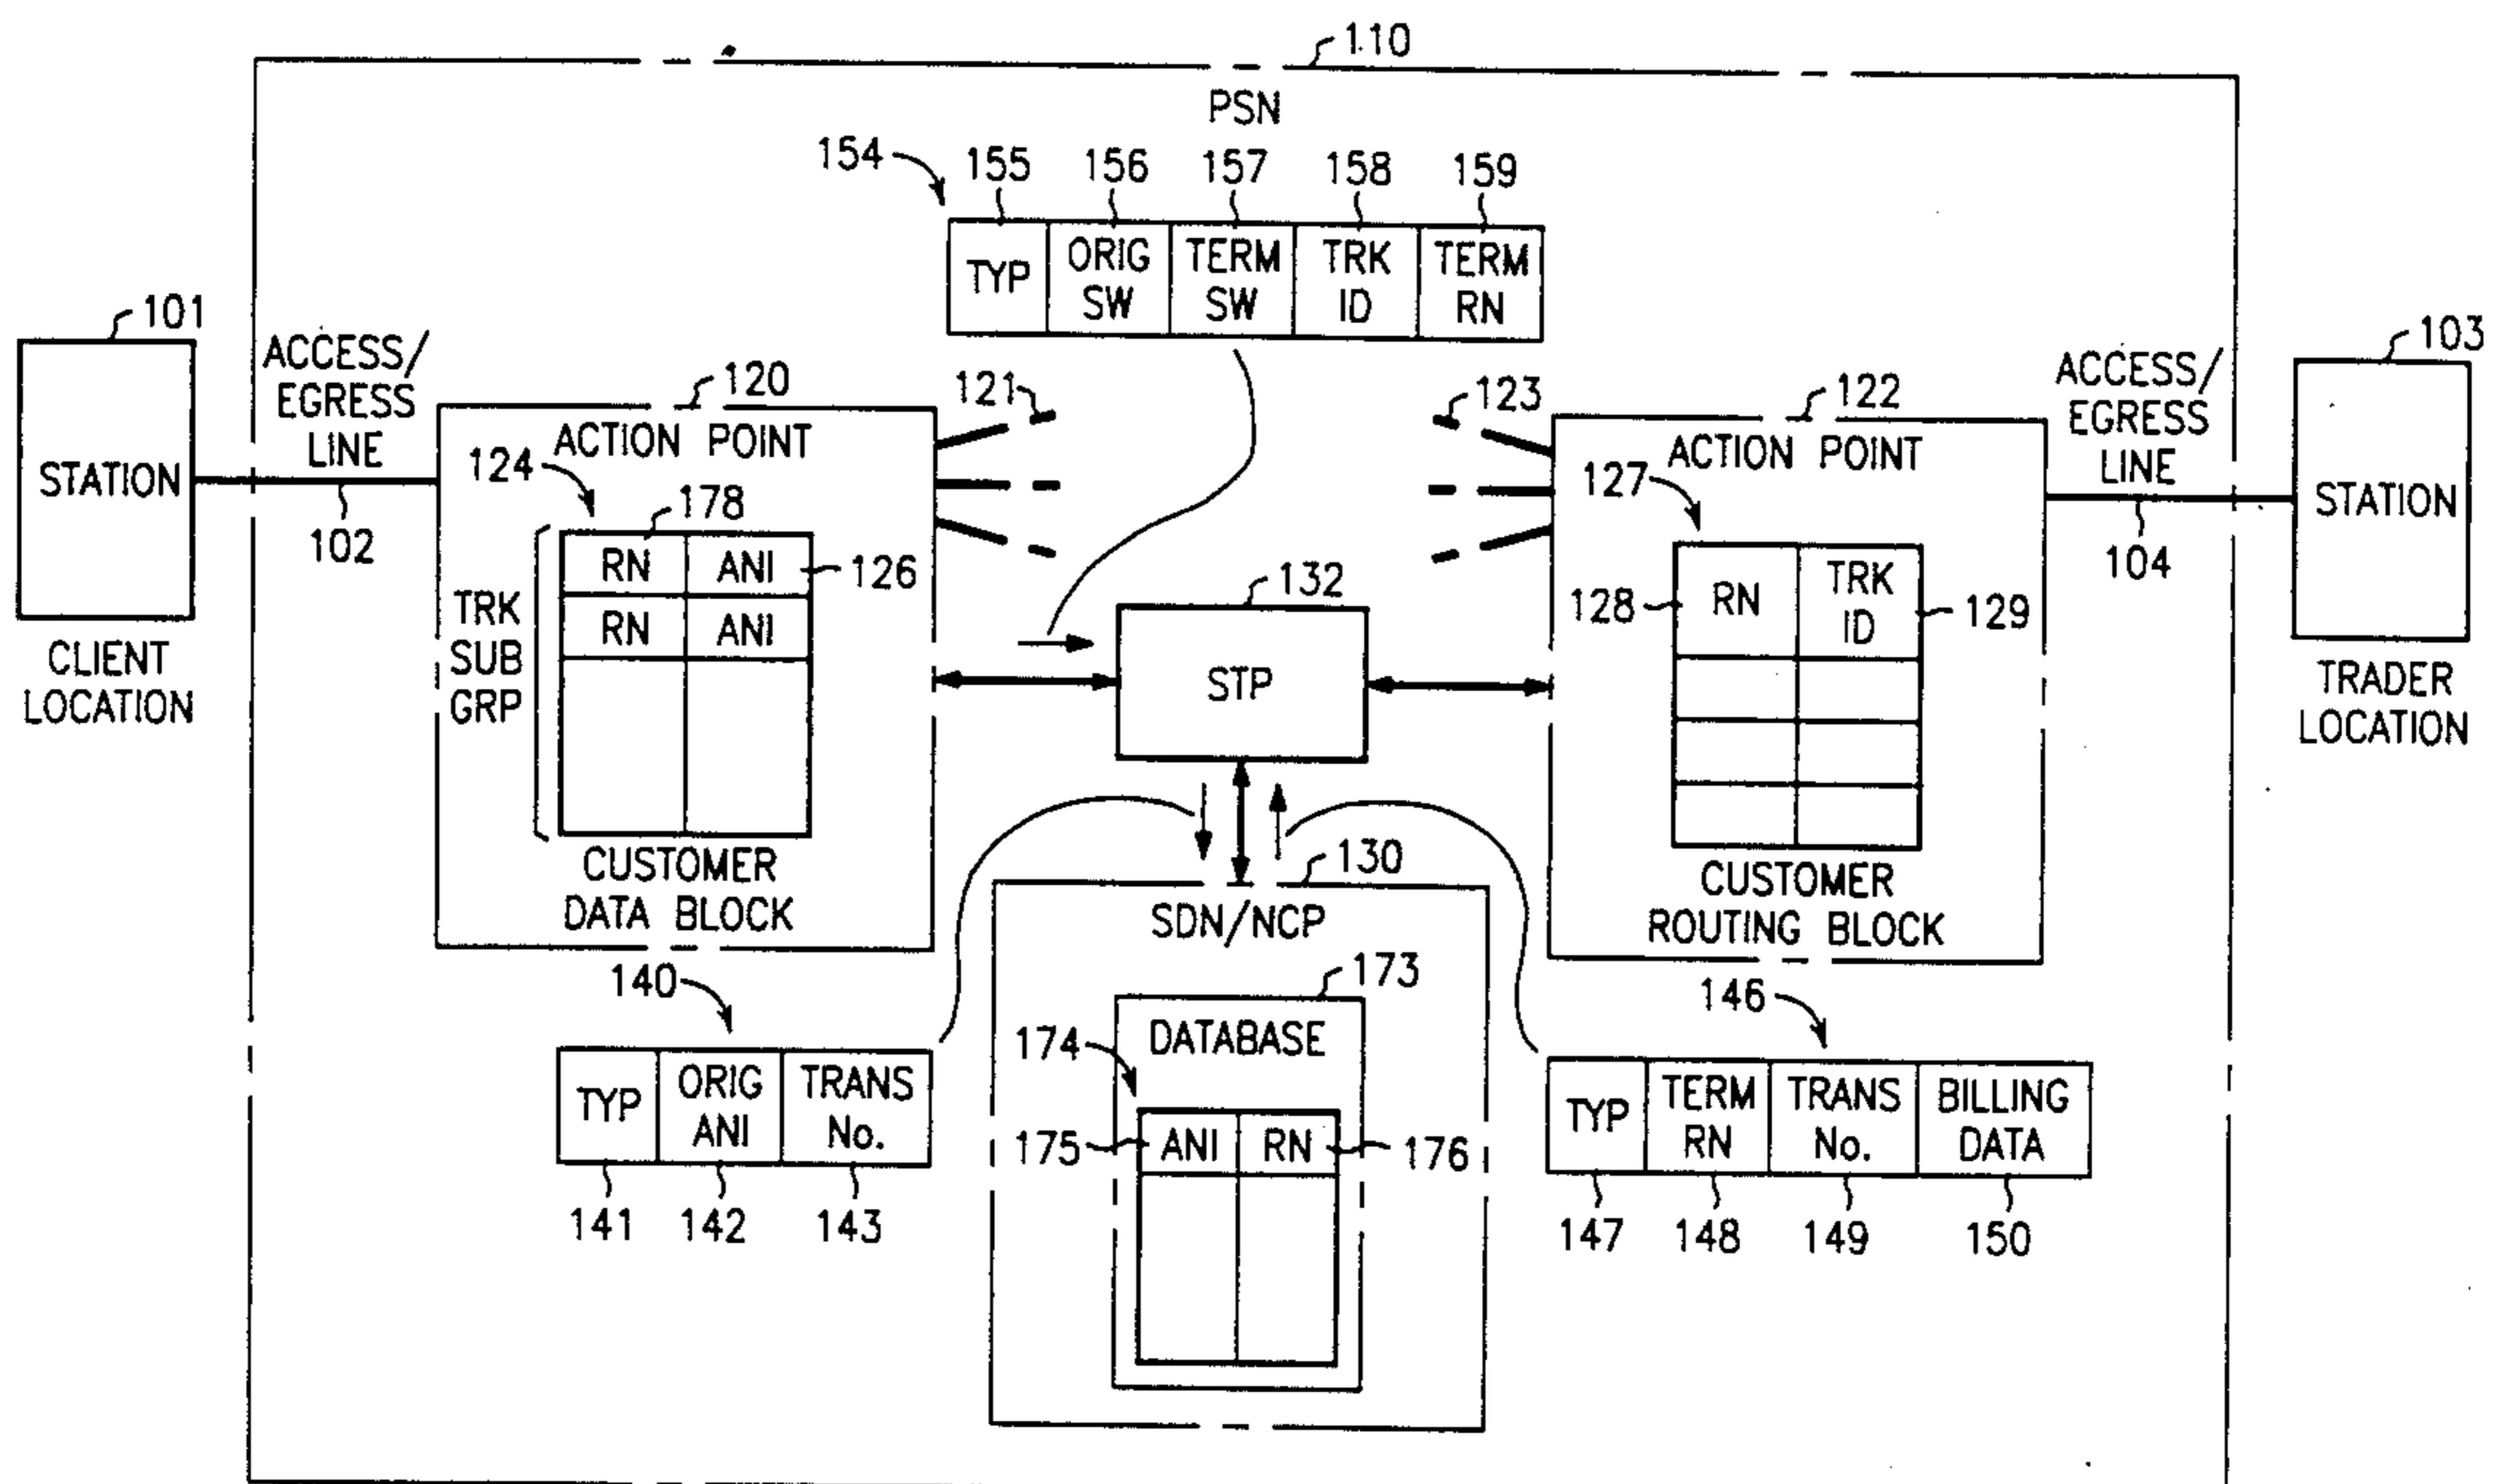 110
PSN
154
155
156
157
158
159
TYP
ORIG
SW
TERM
SW
TRK
ID
TERM
RN
101
STATION
CLIENT
LOCATION
ACCESS/
EGRESS
LINE
102
120
ACTION POINT
124
178
RN
ANI
126
RN
ANI
TRK
SUB
GRP
CUSTOMER
DATA BLOCK
121
123
132
STP
122
ACTION POINT
127
128
RN
TRK
ID
129
CUSTOMER
ROUTING BLOCK
ACCESS/
EGRESS
LINE
104
103
STATION
TRADER
LOCATION
130
SDN/NCP
173
DATABASE
174
175
ANI
RN
176
140
TYP
ORIG
ANI
TRANS
No.
141
142
143
146
TYP
TERM
RN
TRANS
No.
BILLING
DATA
147
148
149
150